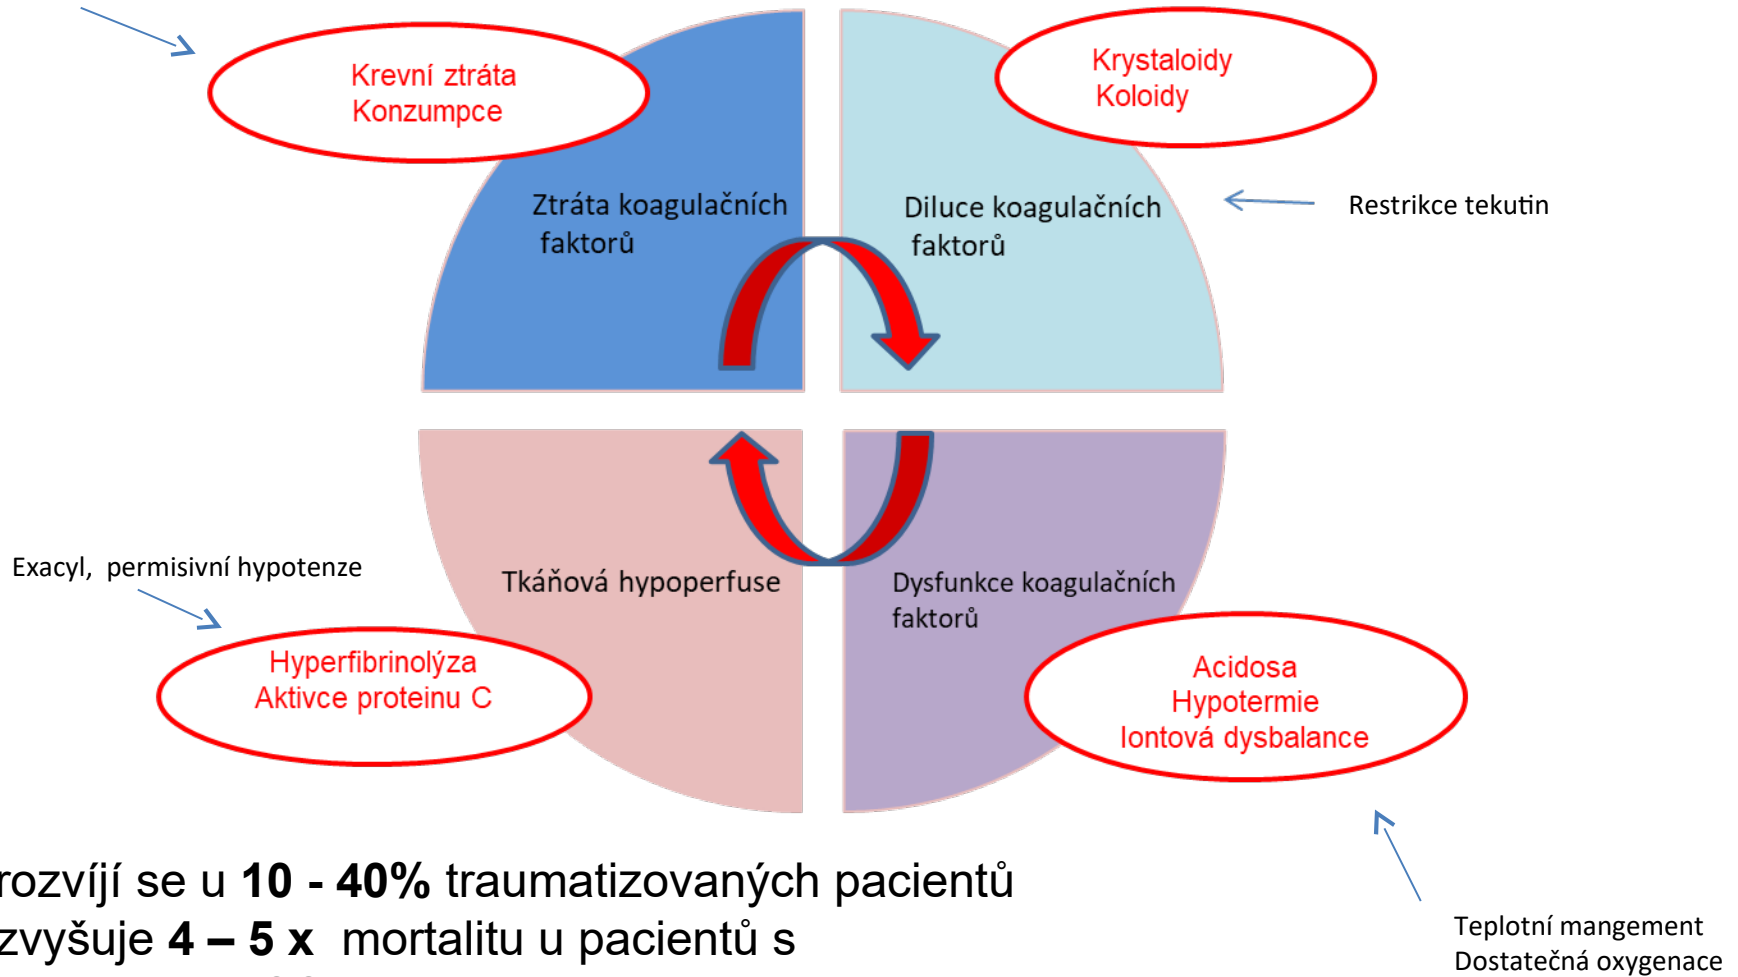 Krevní ztráta
Konzumpce
Krystaloidy
Koloidy
Ztráta koagulačních
faktorů
Diluce koagulačních
faktorů
Restrikce tekutin
Exacyl, permisivní hypotenze
Tkáňová hypoperfuse
Dysfunkce koagulačních
faktorů
Hyperfibrinolýza
Aktivce proteinu C
Acidosa
Hypotermie
Iontová dysbalance
rozvíjí se u 10 - 40% traumatizovaných pacientů
zvyšuje 4 – 5 x mortalitu u pacientů s
Teplotní mangement
Dostatečná oxygenace